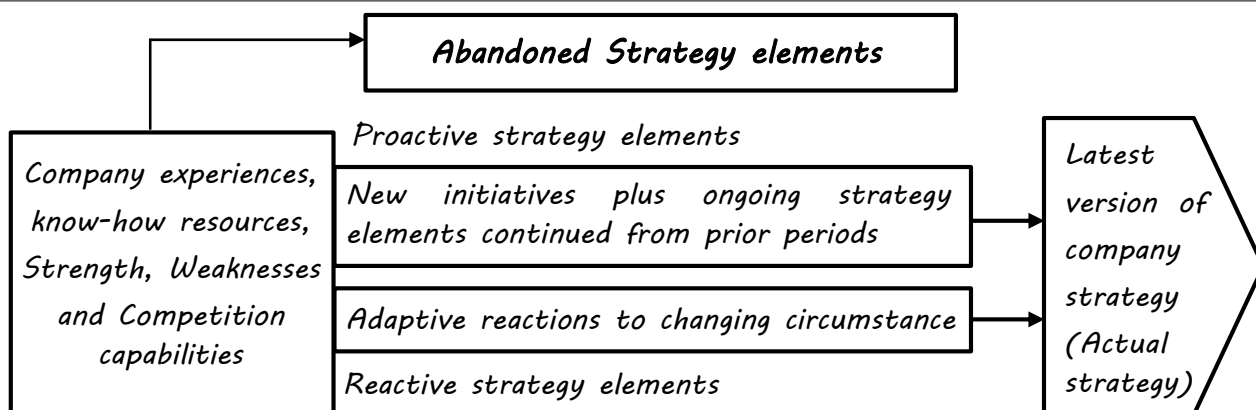 Abandoned Strategy elements
Company experiences,
know-how resources,
Strength, Weaknesses
and Competition
capabilities
Proactive strategy elements
New initiatives plus ongoing strategy
elements continued from prior periods
Adaptive reactions to changing circumstance
Reactive strategy elements
Latest
version of
company
strategy
(Actual
strategy)